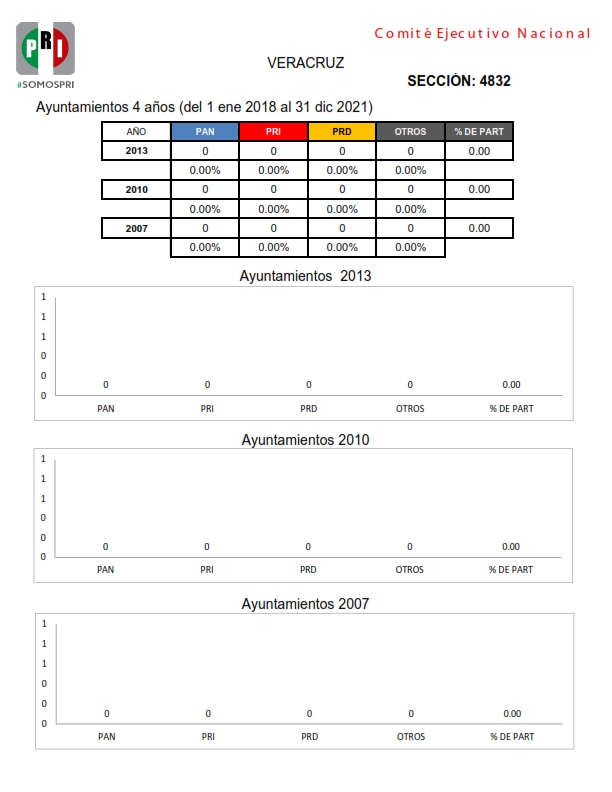 Comité Ejecutivo Nacional
PRI
#SOMOSPRI
VERACRUZ
SECCIÓN: 4832
Ayuntamientos 4 años (del 1 ene 2018 al 31 dic 2021)
AÑO PAN PRI PRD OTROS % DE PART
2013 0 0 0 0 0.00
0.00% 0.00% 0.00% 0.00%
2010 0 0 0 0 0.00
0.00% 0.00% 0.00% 0.00%
2007 0 0 0 0 0.00
0.00% 0.00% 0.00% 0.00%
Ayuntamientos 2013
1
1
1
0
0
0
0 0 0 0 0.00
PAN PRI PRD OTROS % DE PART
Ayuntamientos 2010
1
1
1
0
0
0
0 0 0 0 0.00
PAN PRI PRD OTROS % DE PART
Ayuntamientos 2007
1
1
1
0
0
0
0 0 0 0 0.00
PAN PRI PRD OTROS % DE PART